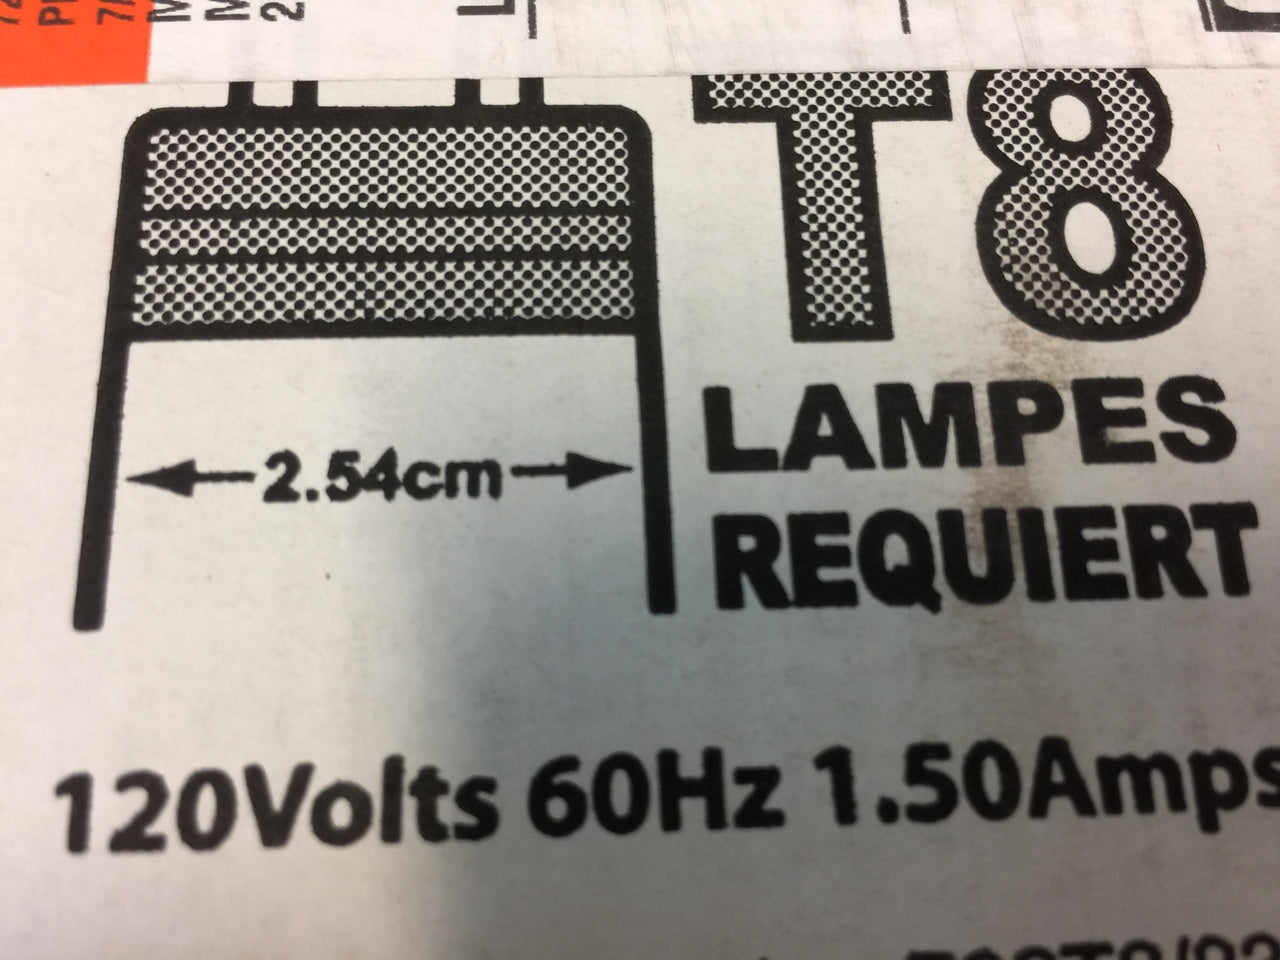 T8
2.54cm
LAMPES
REQUIERT
120Volts 60Hz 1.50Amps